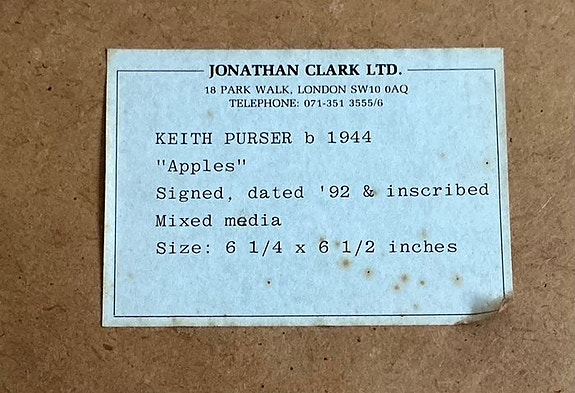 JONATHAN CLARK LTD.
18 PARK WALK, LONDON SW10 0AQ
TELEPHONE: 071-351 3555/6
KEITH PURSER b 1944
"Apples"
Signed, dated '92 & inscribed
Mixed media
Size: 6 1/4 x 6 1/2 inches